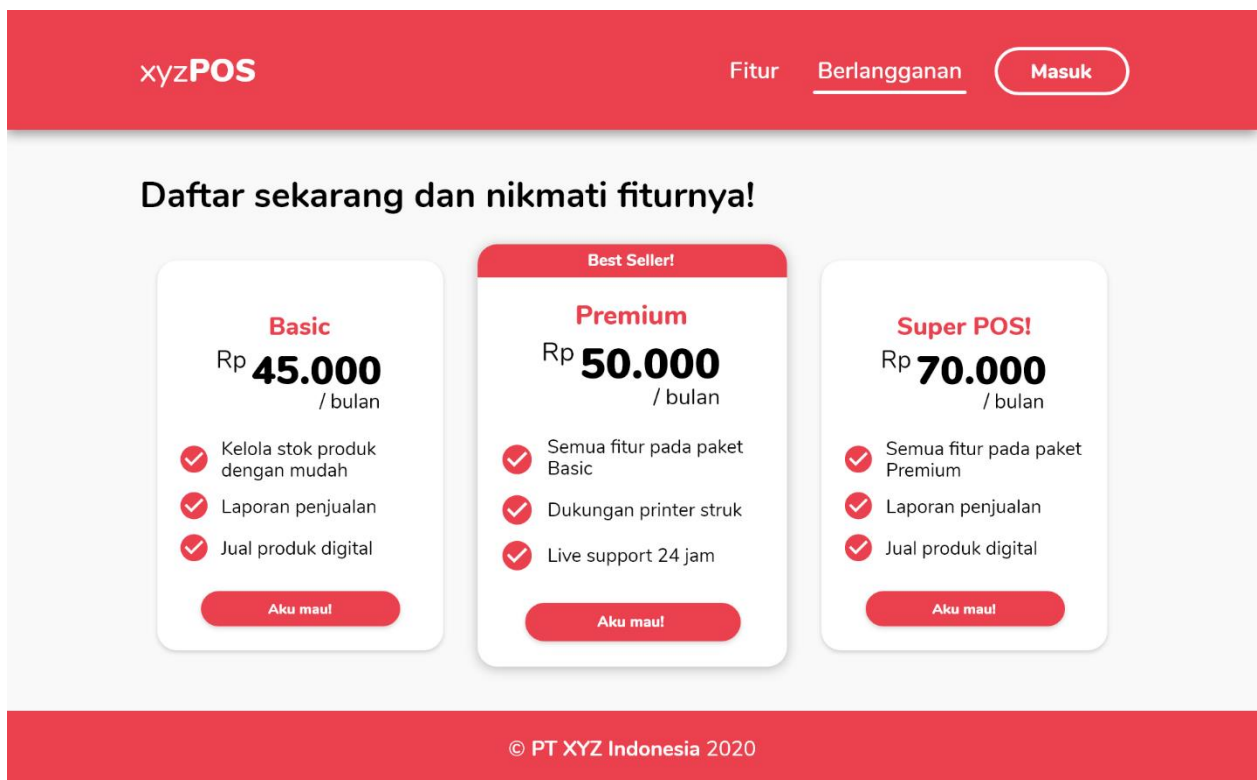 xyzPOS
Fitur
Berlangganan
Masuk
Daftar sekarang dan nikmati fiturnya!
Basic
Rp 45.000
/ bulan
Kelola stok produk
dengan mudah
Laporan penjualan
Jual produk digital
Aku mau!
Best Seller!
Premium
Rp 50.000
/ bulan
Semua fitur pada paket
Basic
Dukungan printer struk
Live support 24 jam
Aku mau!
Super POS!
Rp 70.000
/ bulan
Semua fitur pada paket
Premium
Laporan penjualan
Jual produk digital
Aku mau!
© PT XYZ Indonesia 2020